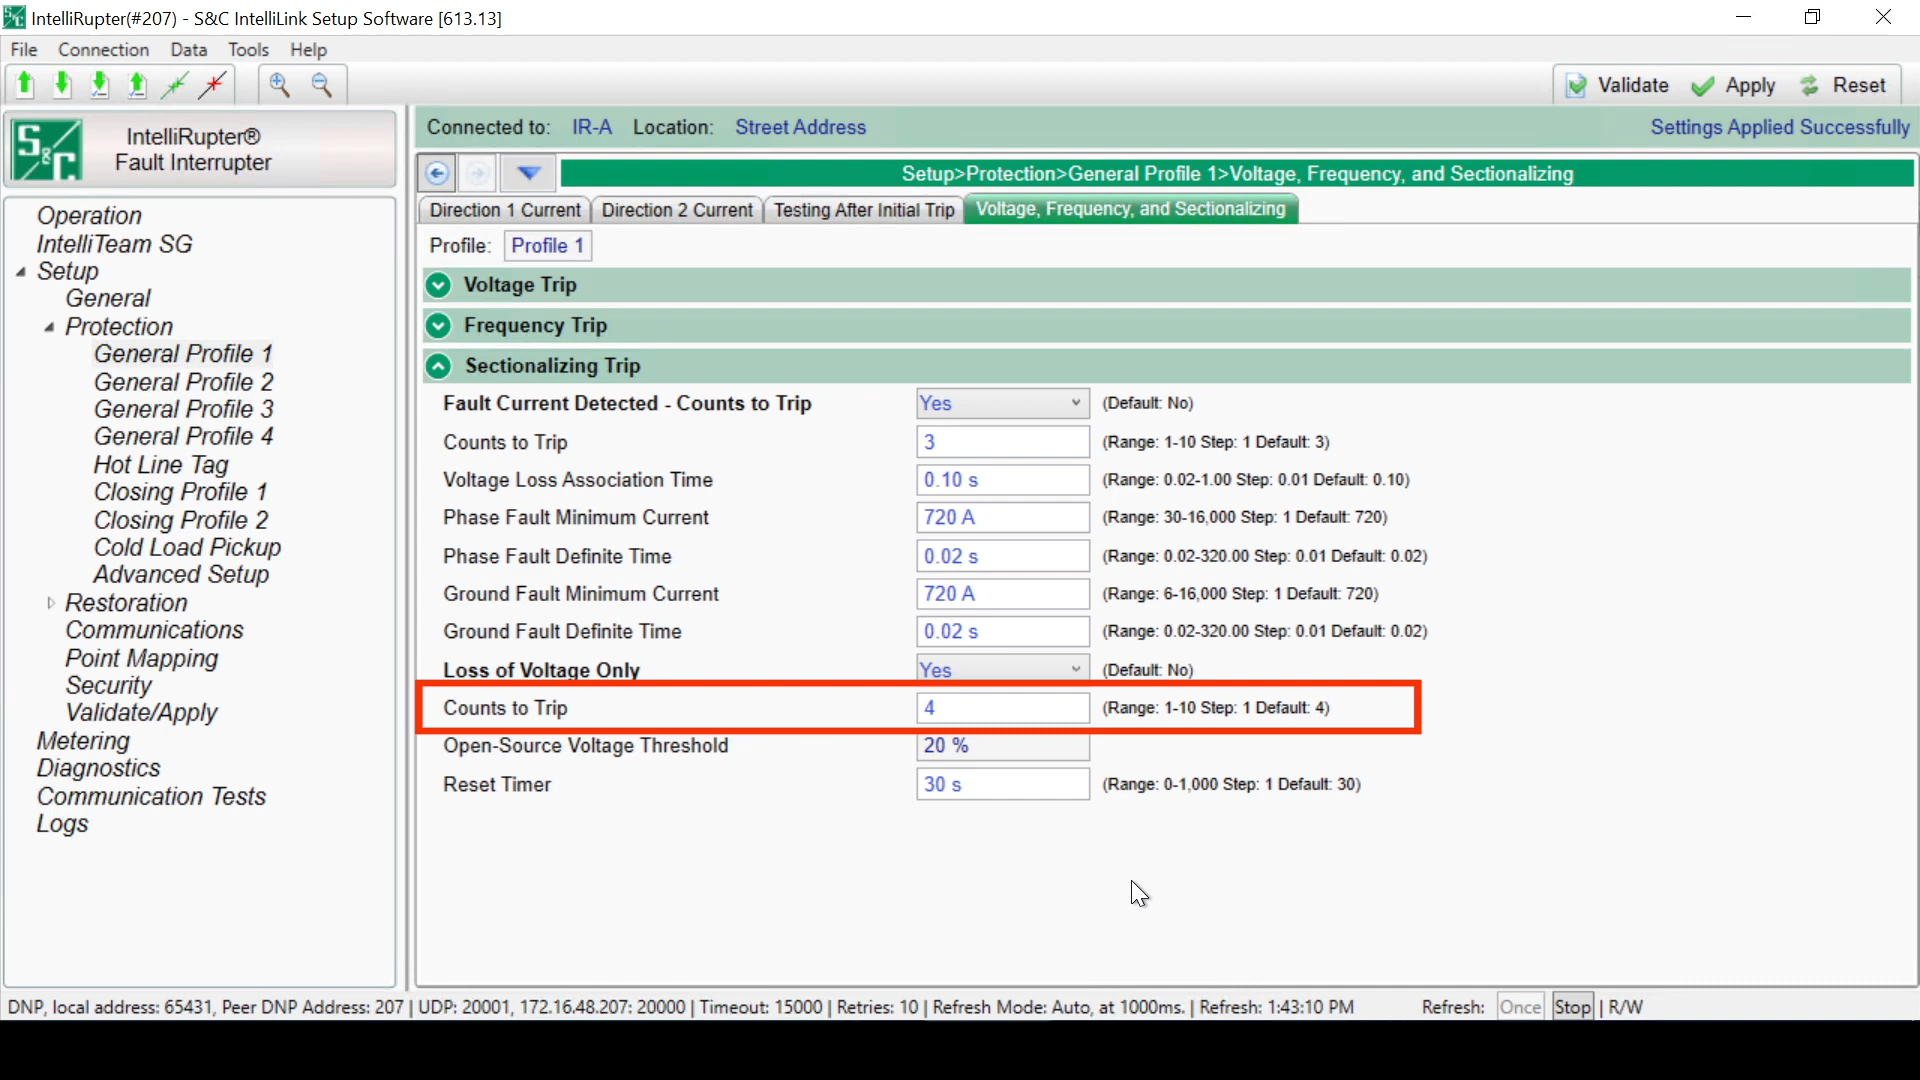 IntelliRupter(#207) - S&C IntelliLink Setup Software [613.13]
File Connection Data Tools Help
Validate Apply Reset
S&C IntelliRupter®
Fault Interrupter
Connected to: IR-A Location: Street Address Settings Applied Successfully
Setup>Protection>General Profile 1>Voltage, Frequency, and Sectionalizing
Direction 1 Current Direction 2 Current Testing After Initial Trip Voltage, Frequency, and Sectionalizing
Profile: Profile 1
Operation
IntelliTeam SG
Setup
General
Protection
General Profile 1
General Profile 2
General Profile 3
General Profile 4
Hot Line Tag
Closing Profile 1
Closing Profile 2
Cold Load Pickup
Advanced Setup
Restoration
Communications
Point Mapping
Security
Validate/Apply
Metering
Diagnostics
Communication Tests
Logs
Voltage Trip
Frequency Trip
Sectionalizing Trip
Fault Current Detected - Counts to Trip Yes (Default: No)
Counts to Trip 3 (Range: 1-10 Step: 1 Default: 3)
Voltage Loss Association Time 0.10 s (Range: 0.02-1.00 Step: 0.01 Default: 0.10)
Phase Fault Minimum Current 720 A (Range: 30-16,000 Step: 1 Default: 720)
Phase Fault Definite Time 0.02 s (Range: 0.02-320.00 Step: 0.01 Default: 0.02)
Ground Fault Minimum Current 720 A (Range: 6-16,000 Step: 1 Default: 720)
Ground Fault Definite Time 0.02 s (Range: 0.02-320.00 Step: 0.01 Default: 0.02)
Loss of Voltage Only Yes (Default: No)
Counts to Trip 4 (Range: 1-10 Step: 1 Default: 4)
Open-Source Voltage Threshold 20 %
Reset Timer 30 s (Range: 0-1,000 Step: 1 Default: 30)
DNP, local address: 65431, Peer DNP Address: 207 | UDP: 20001, 172.16.48.207: 20000 | Timeout: 15000 | Retries: 10 | Refresh Mode: Auto, at 1000ms. | Refresh: 1:43:10 PM Refresh: Once Stop | R/W